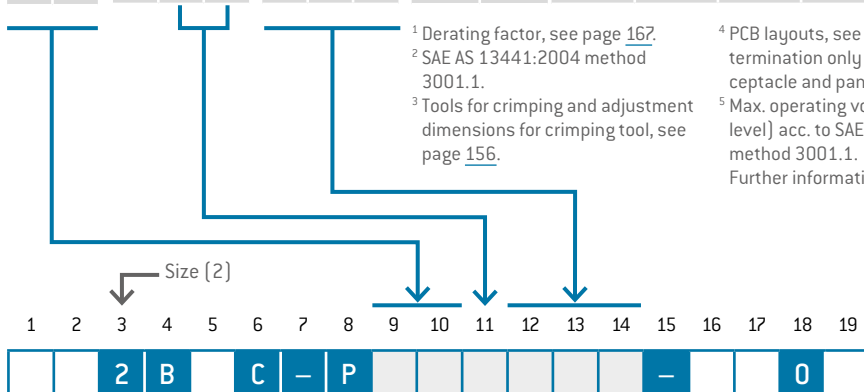 ¹ Derating factor, see page 167.
² SAE AS 13441:2004 method
3001.1.
³ Tools for crimping and adjustment
dimensions for crimping tool, see
page 156.
⁴ PCB layouts, see
termination only
ceptacle and pan
⁵ Max. operating vo
level) acc. to SAE
method 3001.1.
Further informati
Size (2)
1 2 3 4 5 6 7 8 9 10 11 12 13 14 15 16 17 18 19
2 B C – P – 0